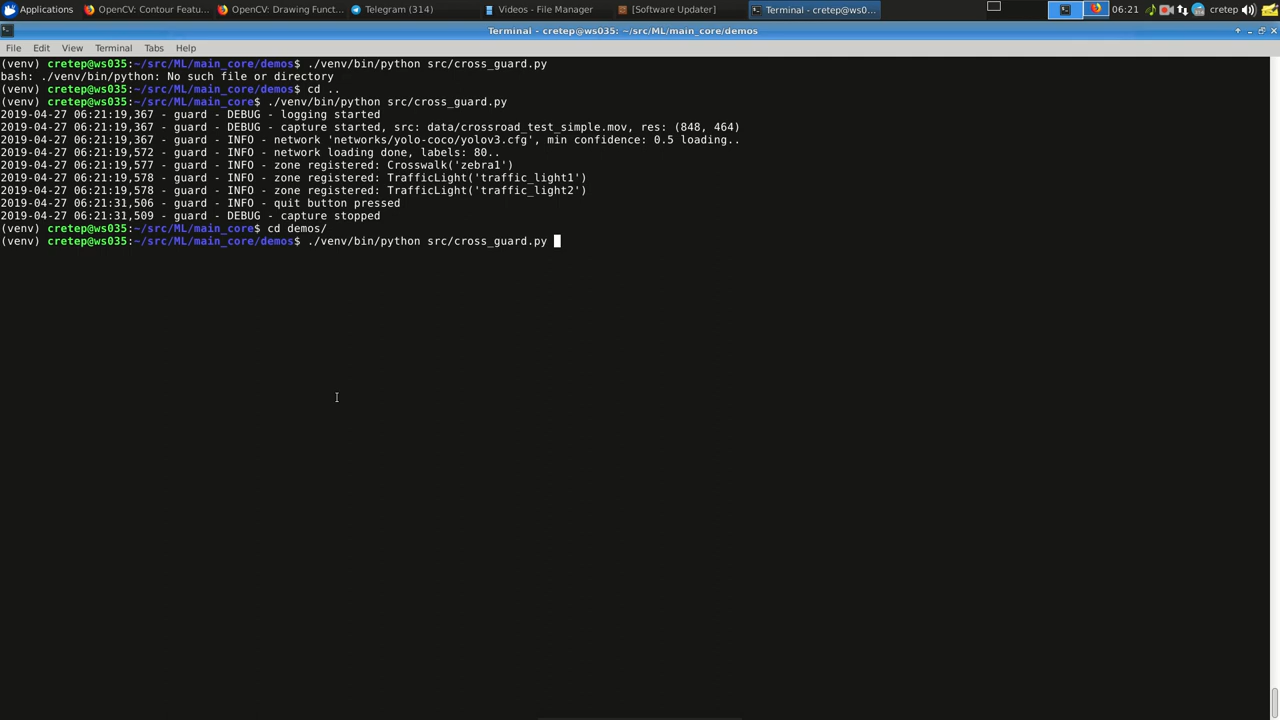 Applications
OpenCV: Contour Featu...
OpenCV: Drawing Funct...
Telegram (314)
Videos - File Manager
[Software Updater]
Terminal - cretep@ws0...
06:21
cretep
Terminal - cretep@ws035: ~/src/ML/main_core/demos
File Edit View Terminal Tabs Help
(venv) cretep@ws035:~/src/ML/main_core/demos$ ./venv/bin/python src/cross_guard.py
bash: ./venv/bin/python: No such file or directory
(venv) cretep@ws035:~/src/ML/main_core/demos$ cd ..
(venv) cretep@ws035:~/src/ML/main_core$ ./venv/bin/python src/cross_guard.py
2019-04-27 06:21:19,367 - guard - DEBUG - logging started
2019-04-27 06:21:19,367 - guard - DEBUG - capture started, src: data/crossroad_test_simple.mov, res: (848, 464)
2019-04-27 06:21:19,367 - guard - INFO - network 'networks/yolo-coco/yolov3.cfg', min confidence: 0.5 loading..
2019-04-27 06:21:19,572 - guard - INFO - network loading done, labels: 80..
2019-04-27 06:21:19,577 - guard - INFO - zone registered: Crosswalk('zebra1')
2019-04-27 06:21:19,578 - guard - INFO - zone registered: TrafficLight('traffic_light1')
2019-04-27 06:21:19,578 - guard - INFO - zone registered: TrafficLight('traffic_light2')
2019-04-27 06:21:31,506 - guard - INFO - quit button pressed
2019-04-27 06:21:31,509 - guard - DEBUG - capture stopped
(venv) cretep@ws035:~/src/ML/main_core$ cd demos/
(venv) cretep@ws035:~/src/ML/main_core/demos$ ./venv/bin/python src/cross_guard.py